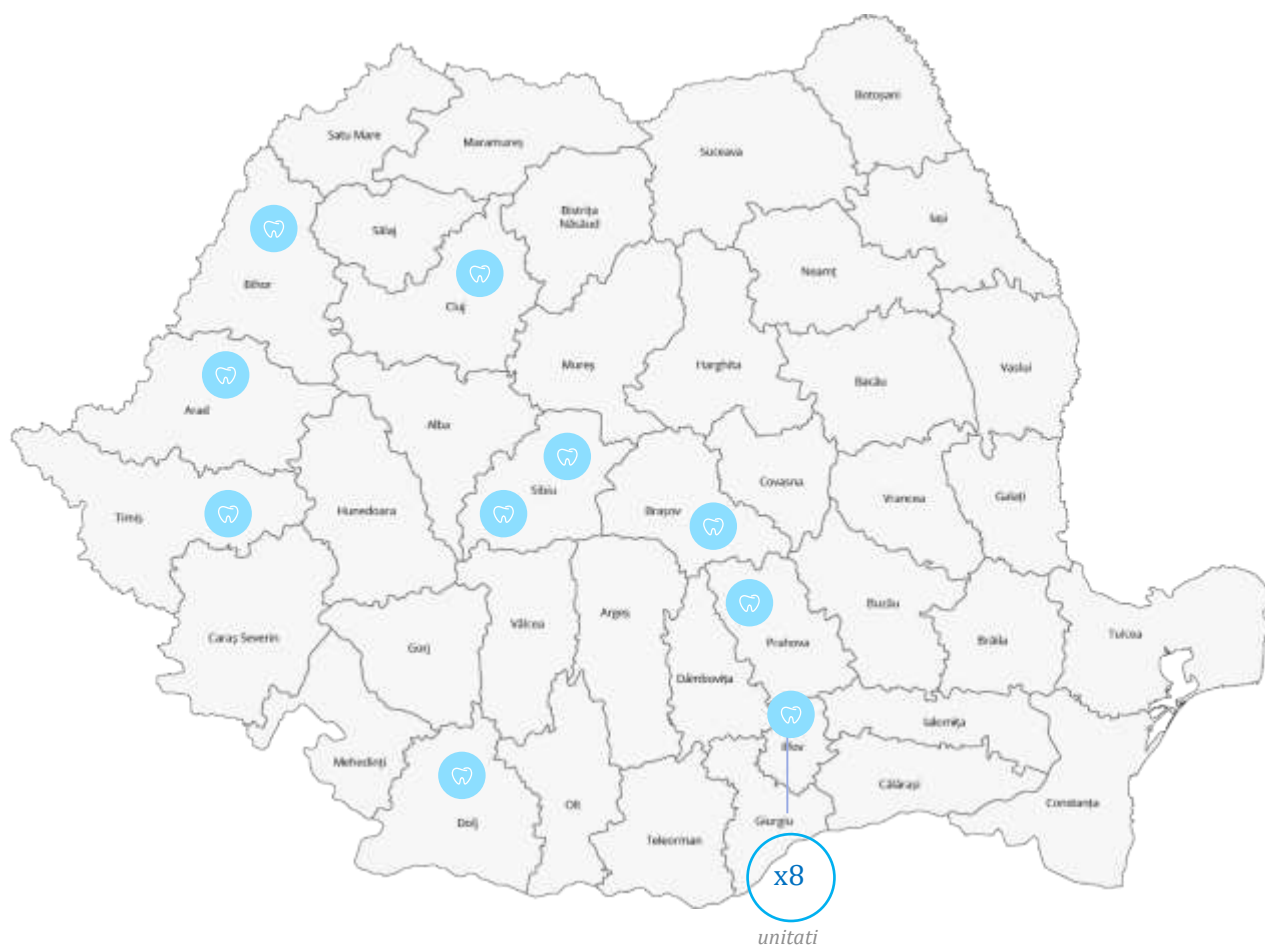 Botoșani
Satu Mare
Maramureș
Suceava
Bistrița
Năsăud
Iași
Sălaj
Neamț
Bihor
Cluj
Mureș
Harghita
Bacău
Vaslui
Arad
Alba
Covasna
Sibiu
Vrancea
Galați
Timiș
Hunedoara
Brașov
Buzău
Argeș
Vâlcea
Tulcea
Caraș Severin
Gorj
Prahova
Brăila
Dâmbovița
Ialomița
Ilfov
Mehedinți
Călărași
Constanța
Olt
Dolj
Giurgiu
Teleorman
x8
unitati